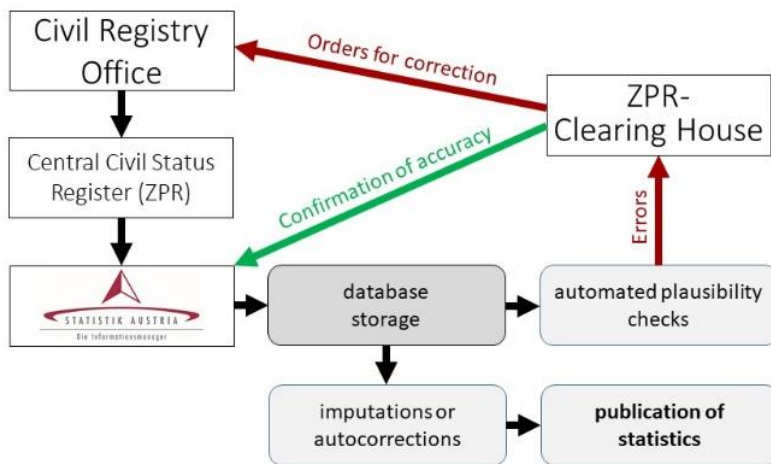 Civil Registry
Office
Orders for correction
ZPR-
Clearing House
Central Civil Status
Register (ZPR)
Confirmation of accuracy
Errors
STATISTIK AUSTRIA
Die Informationsmanager
database
storage
automated plausibility
checks
imputations or
autocorrections
publication of
statistics